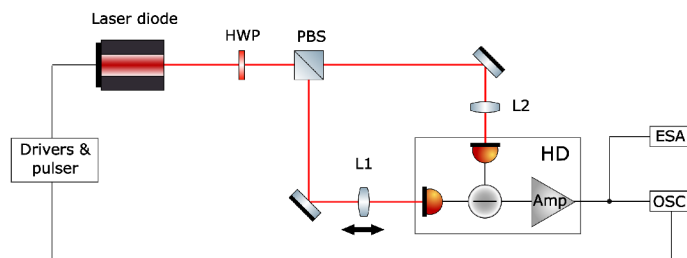 Laser diode
HWP
PBS
L2
ESA
Drivers &
pulser
L1
HD
Amp
OSC